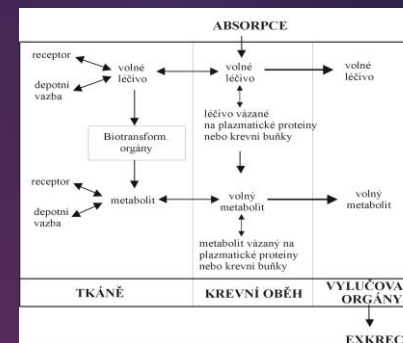 ABSORPCE
receptor
volné
léčivo
volné
léčivo
volné
léčivo
depotní
vazba
léčivo vázané
na plazmatické proteiny
nebo krevní buňky
Biotransform.
orgány
receptor
metabolit
volný
metabolit
volný
metabolit
depotní
vazba
metabolit vázaný na
plazmatické proteiny
nebo krevní buňky
TKÁNĚ
KREVNÍ OBĚH
VYLUČOVA
ORGÁNY
EXKREC